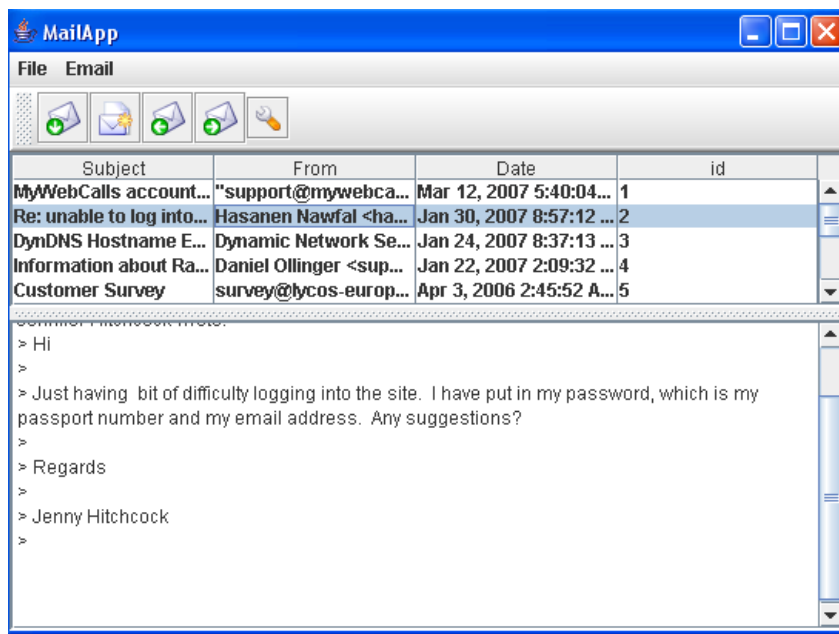 MailApp
File Email
Subject From Date id
MyWebCalls account... "support@mywebca... Mar 12, 2007 5:40:04... 1
Re: unable to log into... Hasanen Nawfal <ha... Jan 30, 2007 8:57:12 ... 2
DynDNS Hostname E... Dynamic Network Se... Jan 24, 2007 8:37:13 ... 3
Information about Ra... Daniel Ollinger <sup... Jan 22, 2007 2:09:32 ... 4
Customer Survey survey@lycos-europ... Apr 3, 2006 2:45:52 A... 5
> Hi
>
> Just having  bit of difficulty logging into the site.  I have put in my password, which is my
passport number and my email address.  Any suggestions?
>
> Regards
>
> Jenny Hitchcock
>